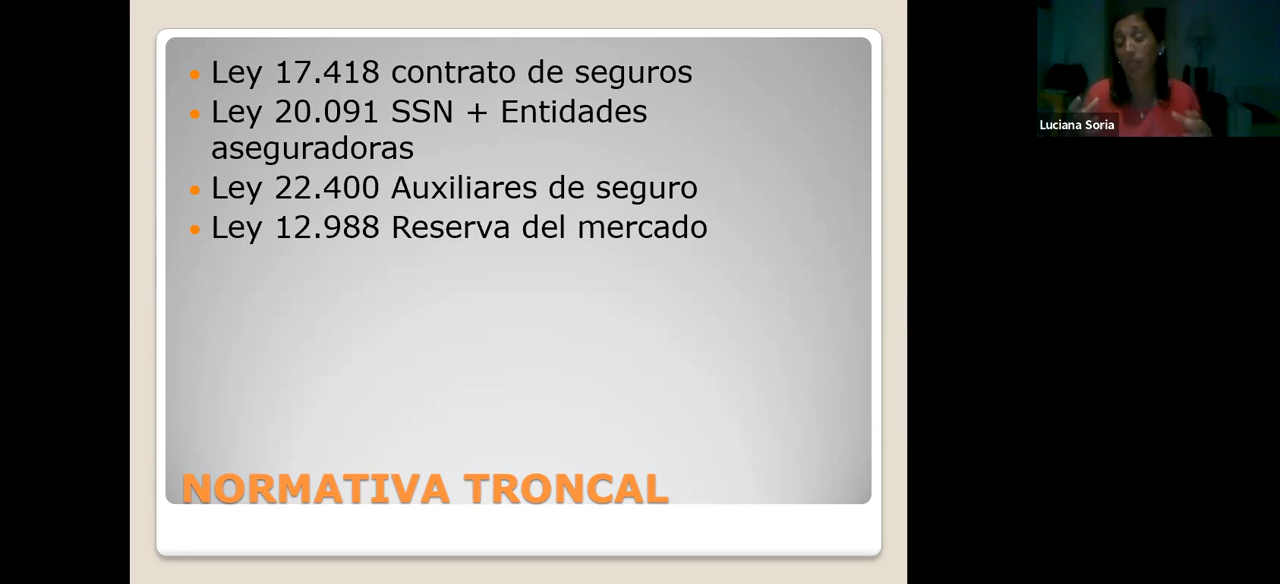 Ley 17.418 contrato de seguros
Ley 20.091 SSN + Entidades
aseguradoras
Ley 22.400 Auxiliares de seguro
Ley 12.988 Reserva del mercado
NORMATIVA TRONCAL
Luciana Soria